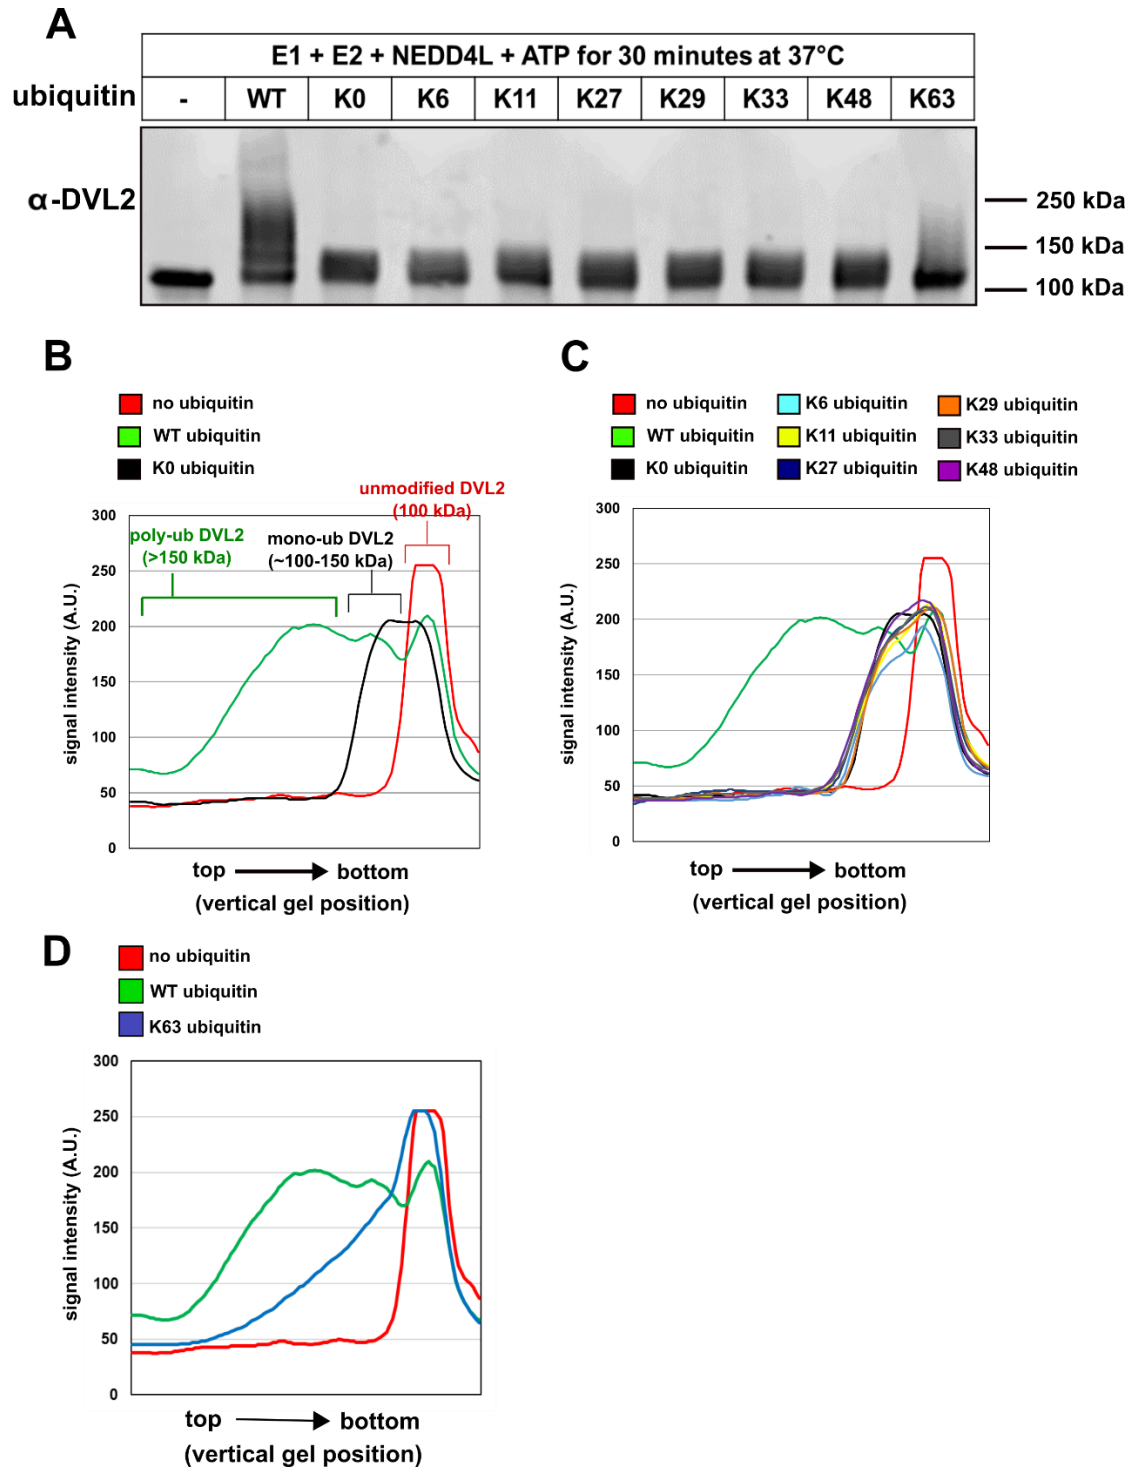 A
E1 + E2 + NEDD4L + ATP for 30 minutes at 37°C
ubiquitin - WT K0 K6 K11 K27 K29 K33 K48 K63
α-DVL2
250 kDa
150 kDa
100 kDa
B
no ubiquitin
WT ubiquitin
K0 ubiquitin
unmodified DVL2
(100 kDa)
poly-ub DVL2
(>150 kDa)
mono-ub DVL2
(~100-150 kDa)
300
250
200
150
100
50
0
signal intensity (A.U.)
top bottom
(vertical gel position)
C
no ubiquitin K6 ubiquitin K29 ubiquitin
WT ubiquitin K11 ubiquitin K33 ubiquitin
K0 ubiquitin K27 ubiquitin K48 ubiquitin
300
250
200
150
100
50
0
signal intensity (A.U.)
top bottom
(vertical gel position)
D
no ubiquitin
WT ubiquitin
K63 ubiquitin
300
250
200
150
100
50
0
signal intensity (A.U.)
top bottom
(vertical gel position)